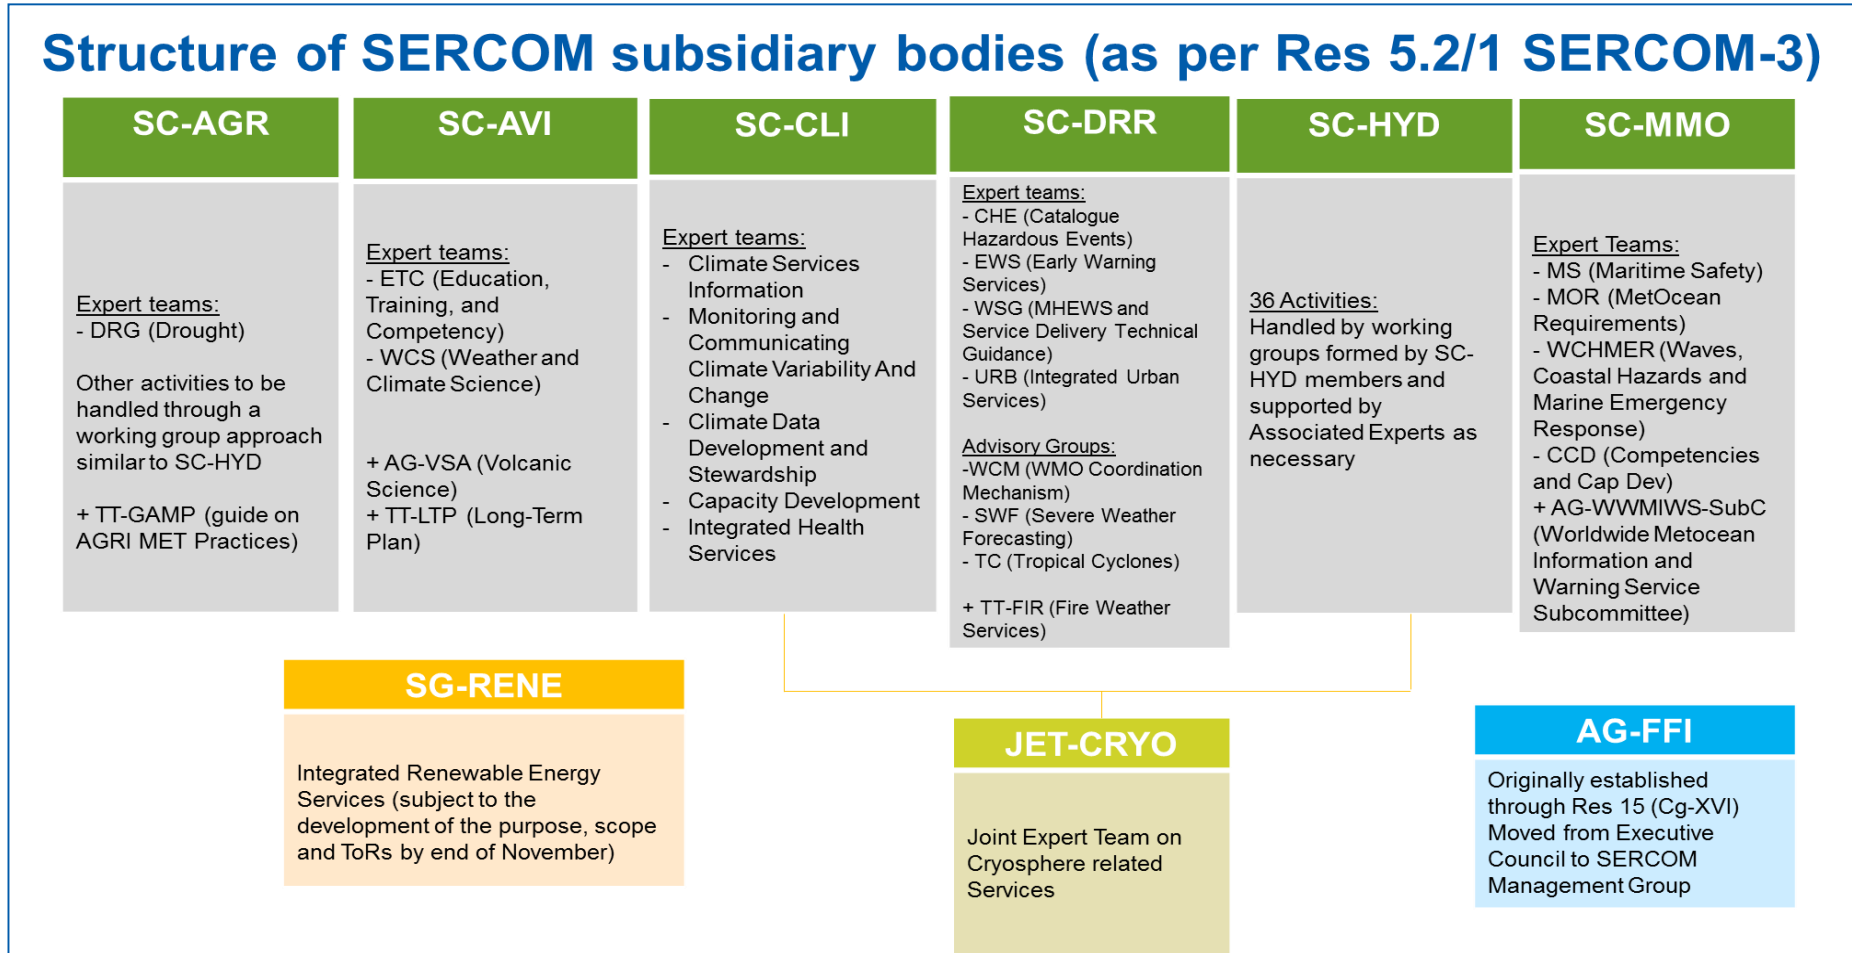 Structure of SERCOM subsidiary bodies (as per Res 5.2/1 SERCOM-3)
SC-AGR
Expert teams:
- DRG (Drought)
Other activities to be
handled through a
working group approach
similar to SC-HYD
+ TT-GAMP (guide on
AGRI MET Practices)
SC-AVI
Expert teams:
- ETC (Education,
Training, and
Competency)
- WCS (Weather and
Climate Science)
+ AG-VSA (Volcanic
Science)
+ TT-LTP (Long-Term
Plan)
SC-CLI
Expert teams:
- Climate Services
Information
- Monitoring and
Communicating
Climate Variability And
Change
- Climate Data
Development and
Stewardship
- Capacity Development
- Integrated Health
Services
SC-DRR
Expert teams:
- CHE (Catalogue
Hazardous Events)
- EWS (Early Warning
Services)
- WSG (MHEWS and
Service Delivery Technical
Guidance)
- URB (Integrated Urban
Services)
Advisory Groups:
-WCM (WMO Coordination
Mechanism)
- SWF (Severe Weather
Forecasting)
- TC (Tropical Cyclones)
+ TT-FIR (Fire Weather
Services)
SC-HYD
36 Activities:
Handled by working
groups formed by SC-
HYD members and
supported by
Associated Experts as
necessary
SC-MMO
Expert Teams:
- MS (Maritime Safety)
- MOR (MetOcean
Requirements)
- WCHMER (Waves,
Coastal Hazards and
Marine Emergency
Response)
- CCD (Competencies
and Cap Dev)
+ AG-WWMIWS-SubC
(Worldwide Metocean
Information and
Warning Service
Subcommittee)
SG-RENE
Integrated Renewable Energy
Services (subject to the
development of the purpose, scope
and ToRs by end of November)
JET-CRYO
Joint Expert Team on
Cryosphere related
Services
AG-FFI
Originally established
through Res 15 (Cg-XVI)
Moved from Executive
Council to SERCOM
Management Group